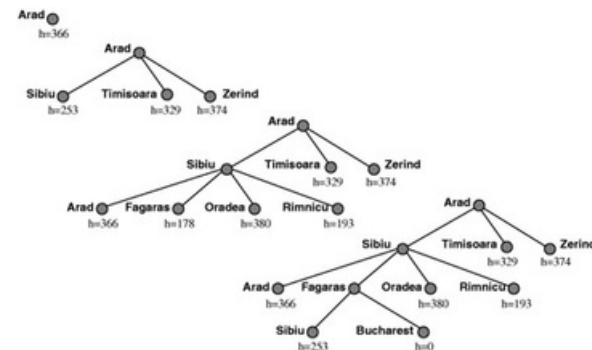 Arad
h=366
Arad
Sibiu Timisoara Zerind
h=253 h=329 h=374
Arad
Sibiu Timisoara Zerind
h=329 h=374
Arad Fagaras Oradea Rimnicu
h=366 h=178 h=380 h=193
Arad
Sibiu Timisoara Zerind
h=329 h=374
Arad Fagaras Oradea Rimnicu
h=366 h=380 h=193
Sibiu Bucharest
h=253 h=0